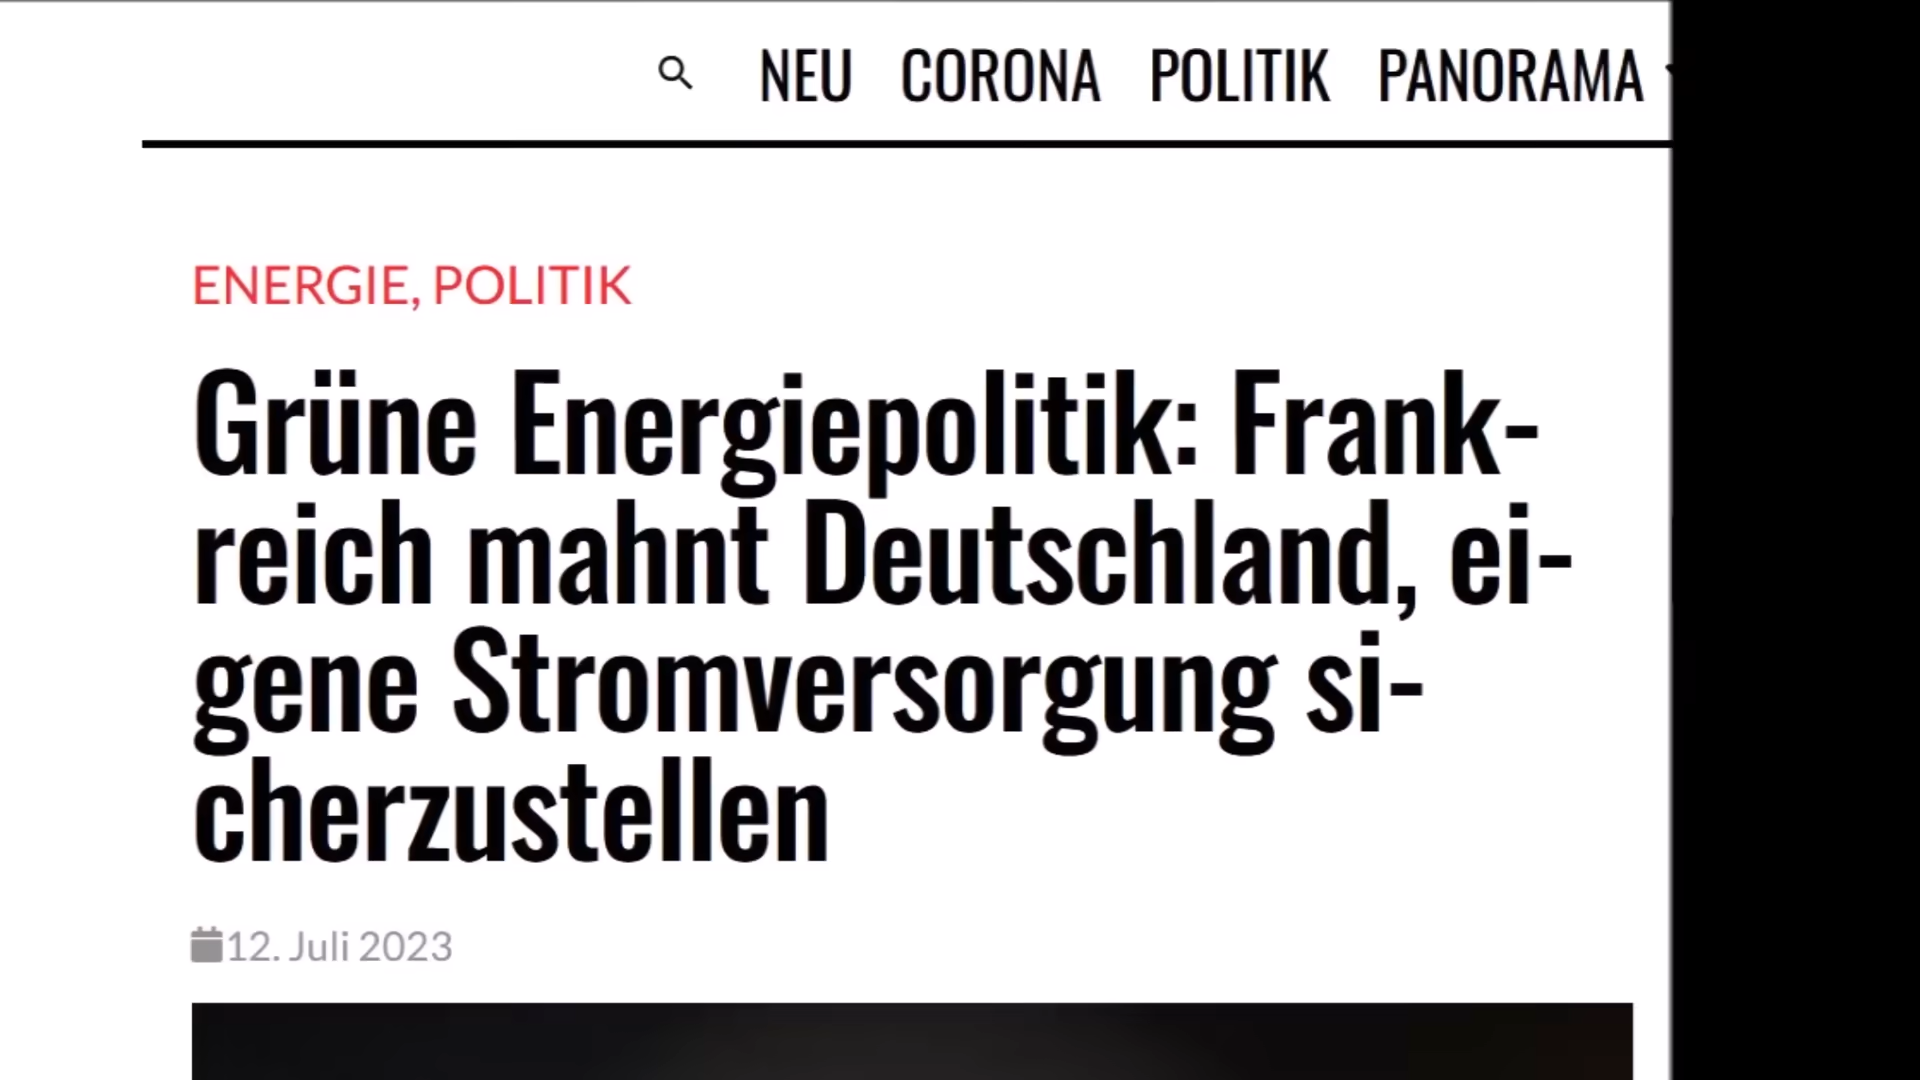 NEU CORONA POLITIK PANORAMA
ENERGIE, POLITIK
Grüne Energiepolitik: Frank-
reich mahnt Deutschland, ei-
gene Stromversorgung si-
cherzustellen
12. Juli 2023